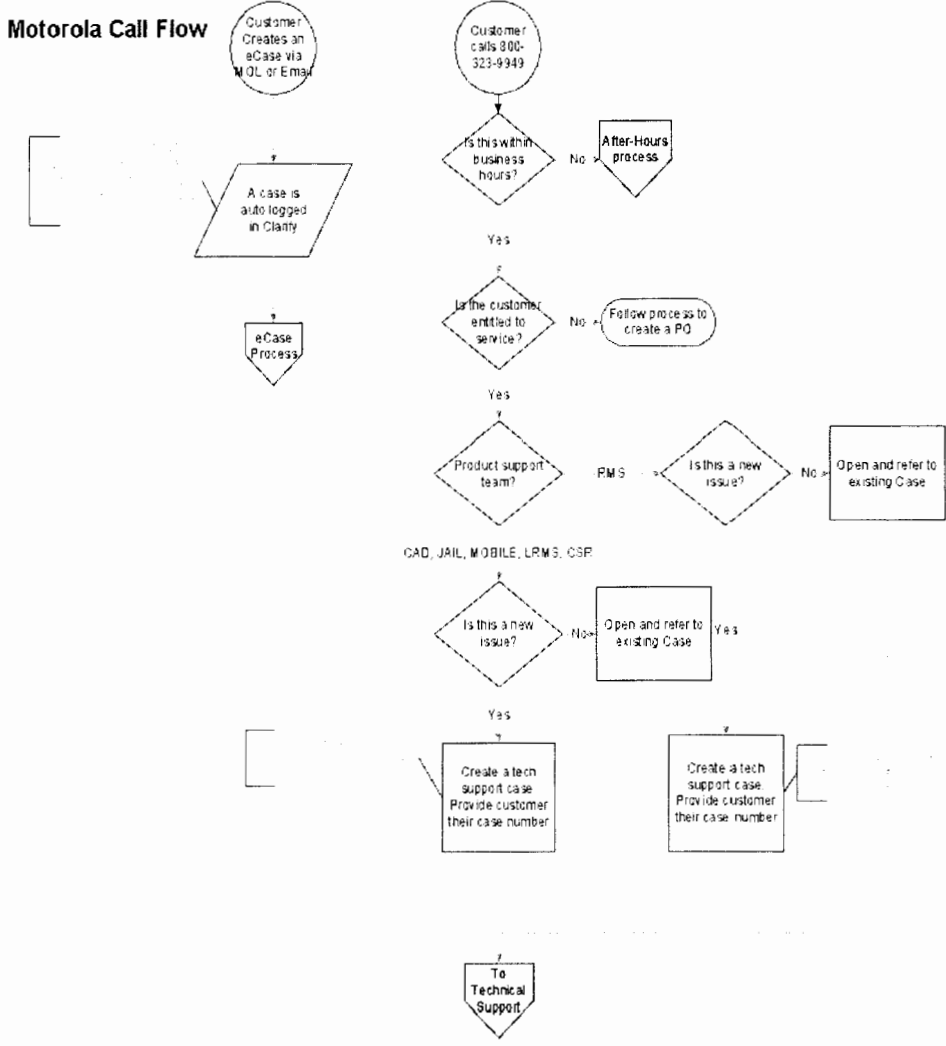 Motorola Call Flow
Customer
Creates an
eCase via
MOL or Email
Customer
calls 800-
323-9949
Is this within
business
hours?
No
After-Hours
process
A case is
auto logged
in Clarify
Yes
Is the customer
entitled to
service?
No
Follow process to
create a PO
eCase
Process
Yes
Product support
team?
RMS
Is this a new
issue?
No
Open and refer to
existing Case
CAD, JAIL, MOBILE, LRMS, CSR
Is this a new
issue?
No
Open and refer to
existing Case
Yes
Yes
Create a tech
support case
Provide customer
their case number
Create a tech
support case.
Provide customer
their case number
To
Technical
Support